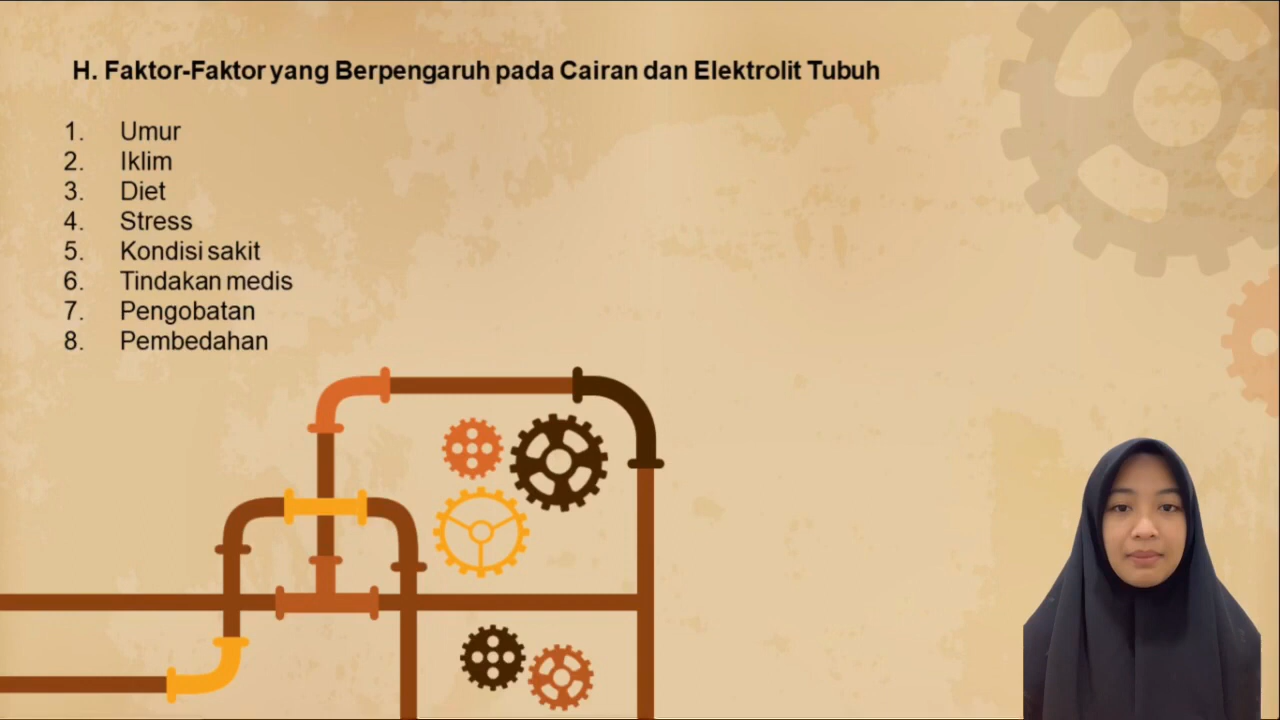 H. Faktor-Faktor yang Berpengaruh pada Cairan dan Elektrolit Tubuh
1. Umur
2. Iklim
3. Diet
4. Stress
5. Kondisi sakit
6. Tindakan medis
7. Pengobatan
8. Pembedahan